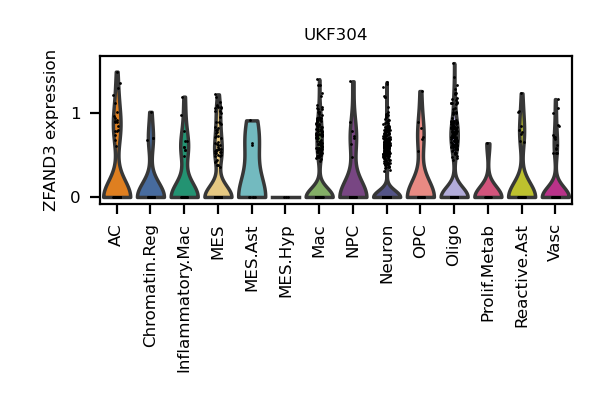 UKF304
ZFAND3 expression
1
0
AC
Chromatin.Reg
Inflammatory.Mac
MES
MES.Ast
MES.Hyp
Mac
NPC
Neuron
OPC
Oligo
Prolif.Metab
Reactive.Ast
Vasc